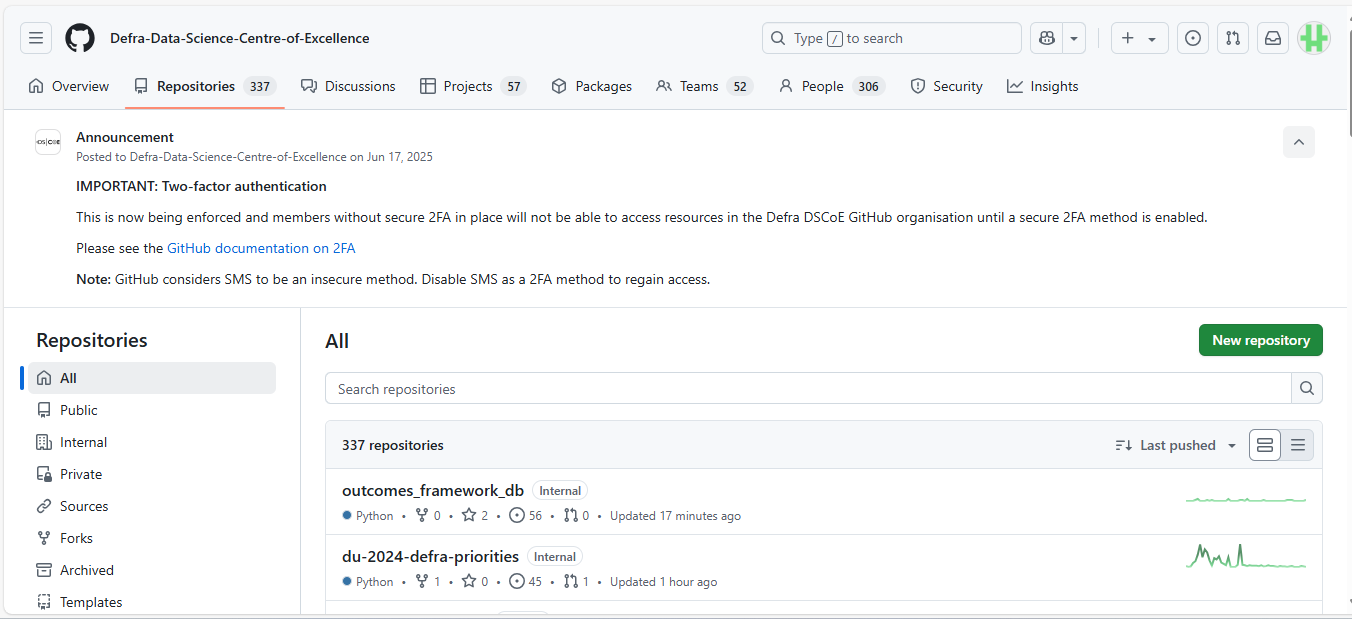 Defra-Data-Science-Centre-of-Excellence
Type / to search
Overview
Repositories 337
Discussions
Projects 57
Packages
Teams 52
People 306
Security
Insights
DS|COE
Announcement
Posted to Defra-Data-Science-Centre-of-Excellence on Jun 17, 2025
IMPORTANT: Two-factor authentication
This is now being enforced and members without secure 2FA in place will not be able to access resources in the Defra DSCoE GitHub organisation until a secure 2FA method is enabled.
Please see the GitHub documentation on 2FA
Note: GitHub considers SMS to be an insecure method. Disable SMS as a 2FA method to regain access.
Repositories
All
Public
Internal
Private
Sources
Forks
Archived
Templates
All
New repository
Search repositories
337 repositories
Last pushed
outcomes_framework_db Internal
Python • 0 • 2 • 56 • 0 • Updated 17 minutes ago
du-2024-defra-priorities Internal
Python • 1 • 0 • 45 • 1 • Updated 1 hour ago